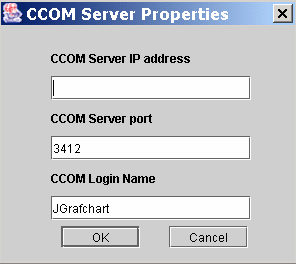 CCOM Server Properties
CCOM Server IP address
CCOM Server port
3412
CCOM Login Name
JGrafchart
OK Cancel